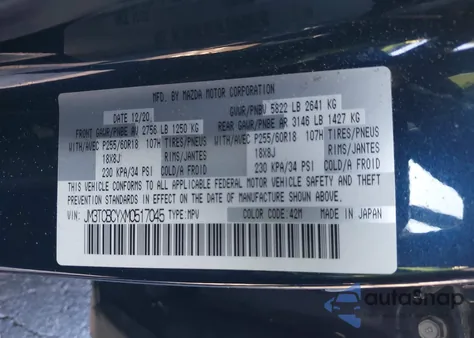 MFD. BY MAZDA MOTOR CORPORATION
DATE 12/20 GVWR/PNBV 5822 LB 2641 KG
FRONT GAWR/PNBE AV 2756 LB 1250 KG REAR GAWR/PNBE AR 3146 LB 1427 KG
WITH/AVEC P255/60R18 107H TIRES/PNEUS WITH/AVEC P255/60R18 107H TIRES/PNEUS
18X8J RIMS/JANTES 18X8J RIMS/JANTES
230 KPA/34 PSI COLD/A FROID 230 KPA/34 PSI COLD/A FROID
THIS VEHICLE CONFORMS TO ALL APPLICABLE FEDERAL MOTOR VEHICLE SAFETY, BUMPER, AND THEFT
PREVENTION STANDARDS IN EFFECT ON THE DATE OF MANUFACTURE SHOWN ABOVE.
VIN: JM3TCBCYXM0517045 TYPE: MPV COLOR CODE: 42M MADE IN JAPAN
autoSnap